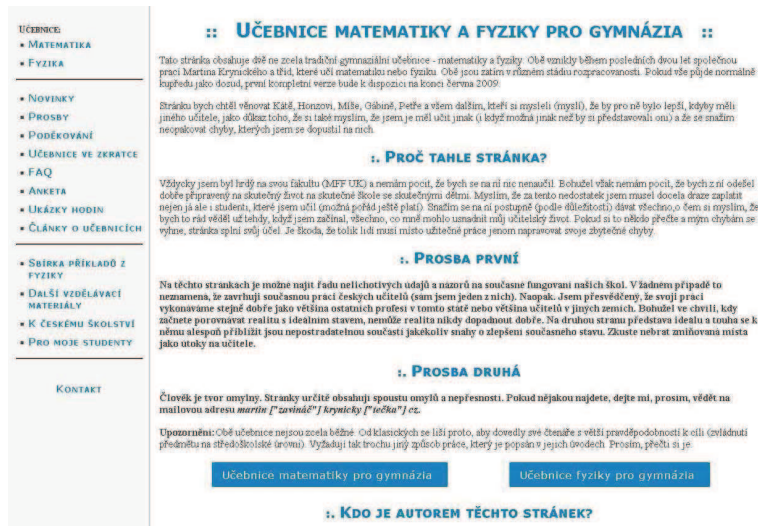 Učebnice:
Matematika
Fyzika
Novinky
Prosby
Poděkování
Učebnice ve zkratce
FAQ
Anketa
Ukázky hodin
Články o učebnicích
Sbírka příkladů z
fyziky
Další vzdělávací
materiály
K českému školství
Pro moje studenty
Kontakt
:: Učebnice matematiky a fyziky pro gymnázia ::
Tato stránka obsahuje dvě ne zcela tradiční gymnaziální učebnice - matematiky a fyziky. Obě vznikly během posledních dvou let společnou
prací Martina Krynického a tříd, které učí matematiku nebo fyziku. Obě jsou zatím v různém stádiu rozpracovanosti. Pokud vše půjde normálně
kupředu jako dosud, první kompletní verze bude k dispozici na konci června 2009.
Stránku bych chtěl věnovat Kátě, Honzovi, Míše, Gábině, Petře a všem dalším, kteří si mysleli (myslí), že by pro ně bylo lepší, kdyby měli
jiného učitele, jako důkaz toho, že si také myslím, že jsem je měl učit jinak (i když možná jinak než by si představovali oni) a že se snažím
neopakovat chyby, kterých jsem se dopustil na nich.
:. Proč tahle stránka?
Vždycky jsem byl hrdý na svou fakultu (MFF UK) a nemám pocit, že bych se na ní nic nenaučil. Bohužel však nemám pocit, že bych z ní odešel
dobře připravený na skutečný život na skutečné škole se skutečnými dětmi. Myslím, že za tento nedostatek jsem musel docela draze zaplatit
nejen já ale i studenti, které jsem učil (možná pořád ještě platí). Snažím se na ní postupně (podle důležitosti) dávat všechno,o čem si myslím, že
bych to rád věděl už tehdy, když jsem začínal, všechno, co mně mohlo usnadnit můj učitelský život. Pokud si to někdo přečte a mým chybám se
vyhne, stránka splní svůj účel. Je škoda, že tolik lidí musí místo užitečné práce jenom napravovat svoje zbytečné chyby.
:. Prosba první
Na těchto stránkách je možné najít řadu nelichotivých údajů a názorů na současné fungování našich škol. V žádném případě to
neznamená, že zavrhuji současnou práci českých učitelů (sám jsem jeden z nich). Naopak. Jsem přesvědčený, že svojí práci
vykonáváme stejně dobře jako většina ostatních profesí v tomto státě nebo většina učitelů v jiných zemích. Bohužel ve chvíli, kdy
začnete porovnávat realitu s ideálním stavem, nemůže realita nikdy dopadnout dobře. Na druhou stranu představa ideálu a touha se k
němu alespoň přiblížit jsou nepostradatelnou součástí jakékoliv snahy o zlepšení současného stavu. Zkuste nebrat zmiňovaná místa
jako útoky na učitele.
:. Prosba druhá
Člověk je tvor omylný. Stránky určitě obsahují spoustu omylů a nepřesností. Pokud nějakou najdete, dejte mi, prosím, vědět na
mailovou adresu martin ["zavináč"] krynicky ["tečka"] cz.
Upozornění: Obě učebnice nejsou zcela běžné. Od klasických se liší proto, aby dovedly své čtenáře s větší pravděpodobností k cíli (zvládnutí
předmětu na středoškolské úrovni). Vyžadují tak trochu jiný způsob práce, který je popsán v jejich úvodech. Prosím, přečti si je.
Učebnice matematiky pro gymnázia
Učebnice fyziky pro gymnázia
:. Kdo je autorem těchto stránek?